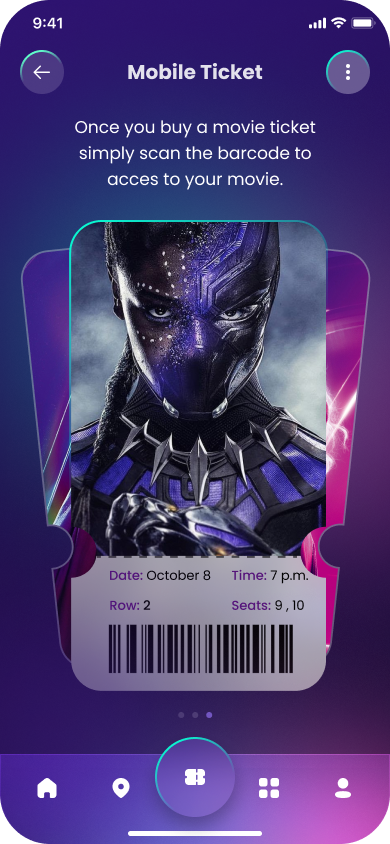 9:41
Mobile Ticket
Once you buy a movie ticket
simply scan the barcode to
acces to your movie.
Date: October 8 Time: 7 p.m.
Row: 2 Seats: 9 , 10